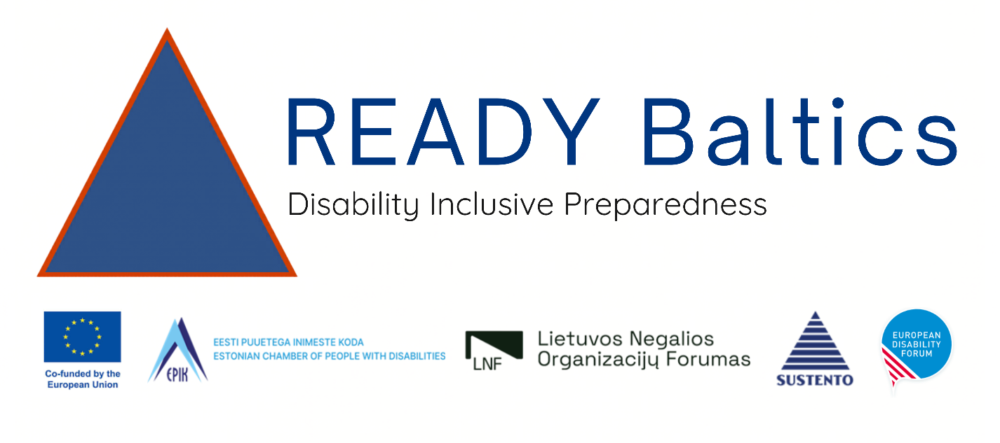 READY Baltics
Disability Inclusive Preparedness
Co-funded by the
European Union
EPIK
EESTI PUUETEGA INIMESTE KODA
ESTONIAN CHAMBER OF PEOPLE WITH DISABILITIES
LNF
Lietuvos Negalios
Organizacijų Forumas
SUSTENTO
EUROPEAN
DISABILITY
FORUM